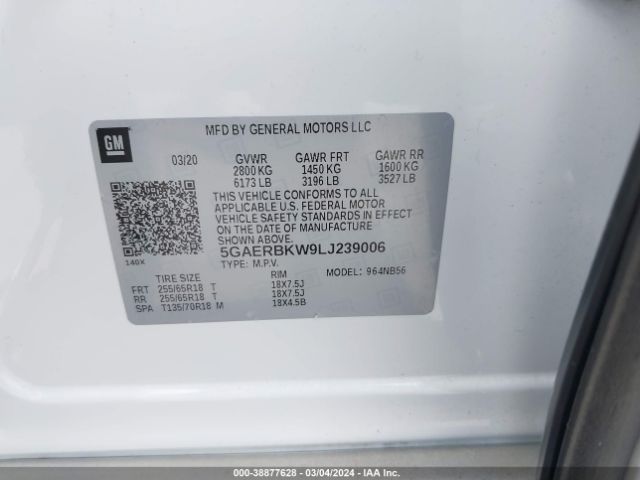 GM
MFD BY GENERAL MOTORS LLC
03/20 GVWR GAWR FRT GAWR RR
2800 KG 1450 KG 1600 KG
6173 LB 3196 LB 3527 LB
THIS VEHICLE CONFORMS TO ALL
APPLICABLE U.S. FEDERAL MOTOR
VEHICLE SAFETY STANDARDS IN EFFECT
ON THE DATE OF MANUFACTURE SHOWN ABOVE.
5GAERBKW9LJ239006
140X TYPE: M.P.V. MODEL: 964NB56
TIRE SIZE RIM
FRT 255/65R18 T 18X7.5J
RR 255/65R18 T 18X7.5J
SPA T135/70R18 M 18X4.5B
000-38877628 - 03/04/2024 - IAA Inc.